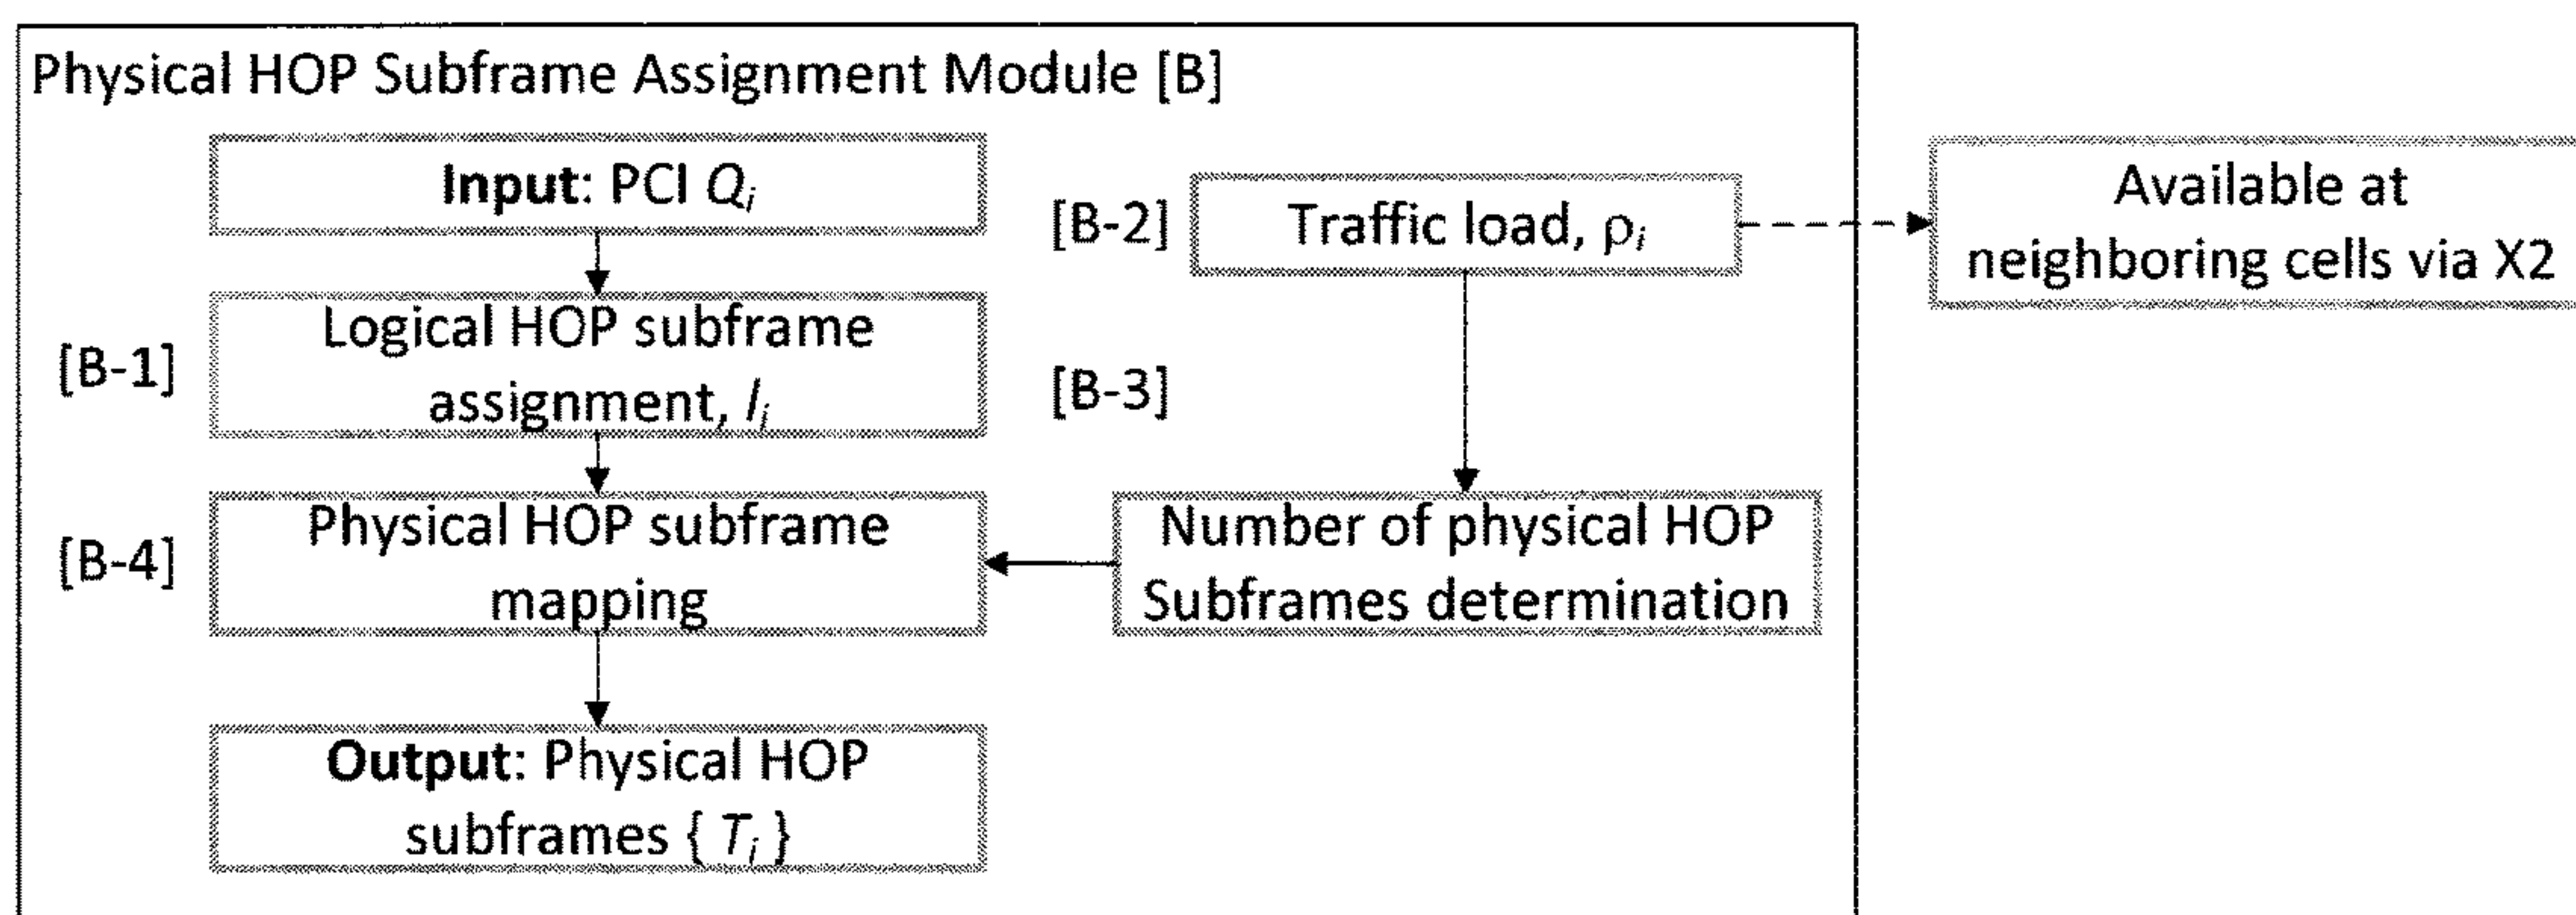 Physical HOP Subframe Assignment Module [B]
Input: PCI Qi
[B-1]
Logical HOP subframe
assignment, Ii
[B-4]
Physical HOP subframe
mapping
Output: Physical HOP
subframes { Ti }
[B-2]
Traffic load, ρi
[B-3]
Number of physical HOP
Subframes determination
Available at
neighboring cells via X2